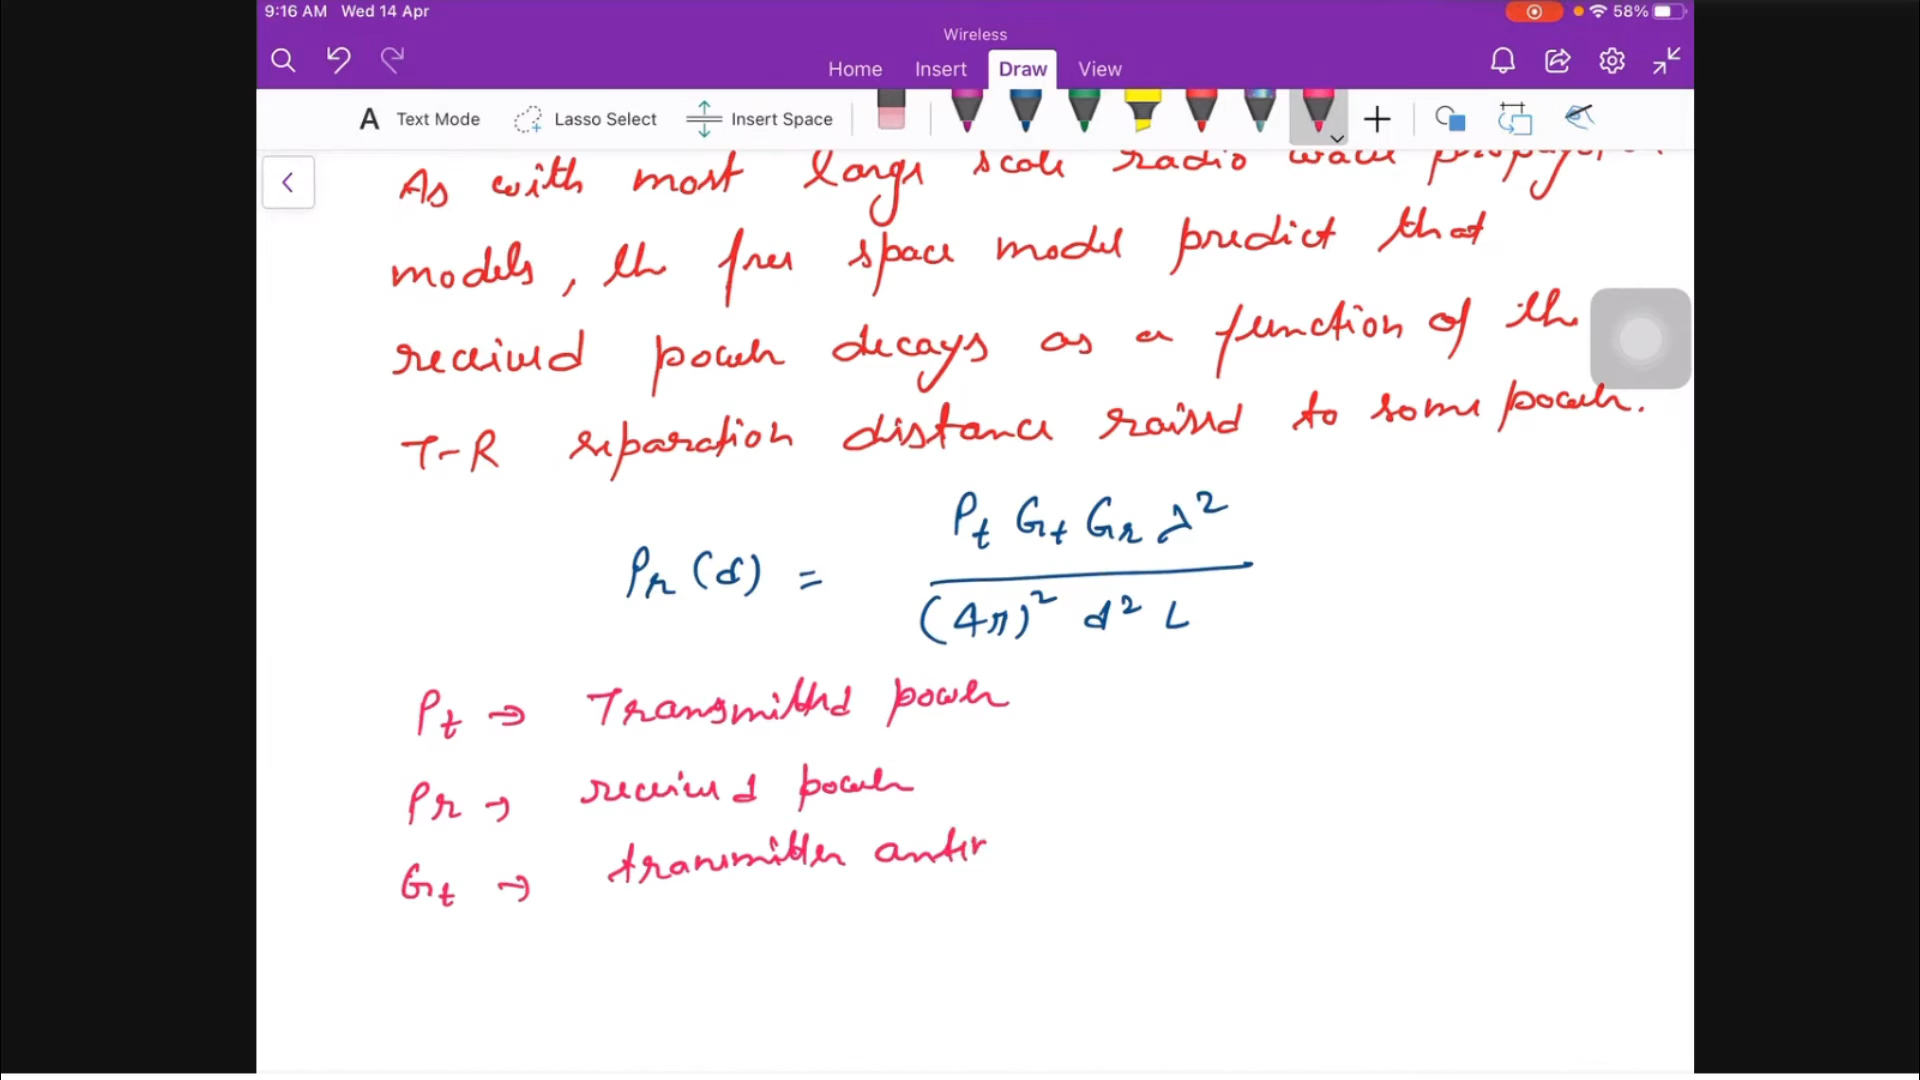 9:16 AM Wed 14 Apr
58%
Wireless
Home Insert Draw View
A Text Mode Lasso Select Insert Space
As with most large scale radio wave
models, the free space model predict that
received power decays as a function of the
T-R separation distance raised to some power.
Pr(d) = Pt Gt Gr λ² / (4π)² d² L
Pt → Transmitted power
Pr → received power
Gt → transmitter anter